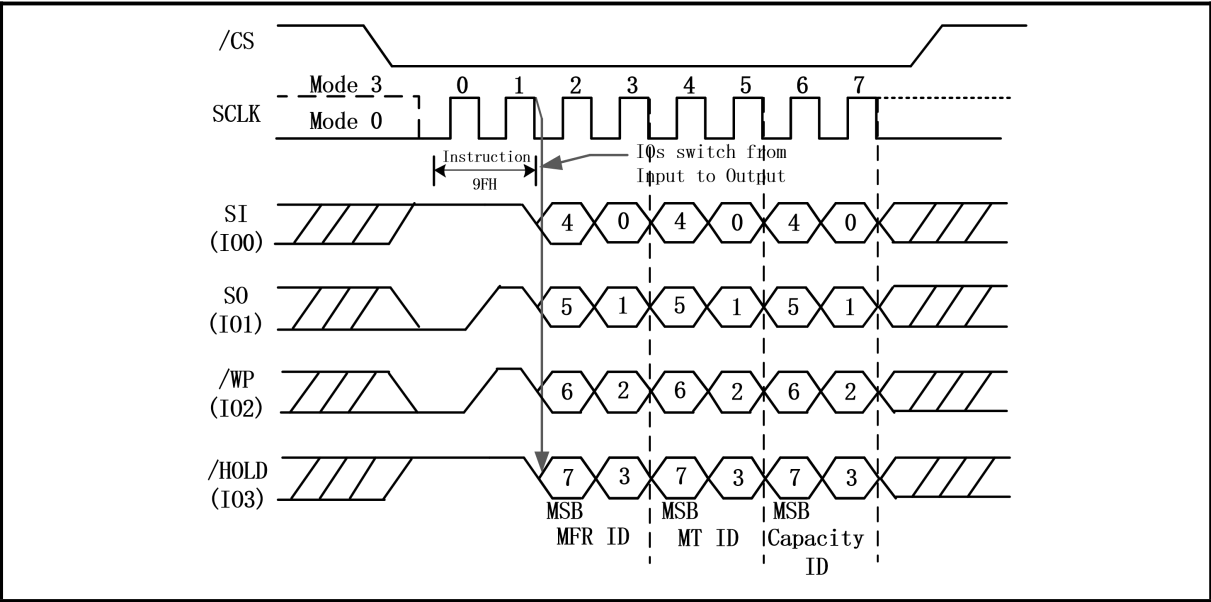 /CS
Mode 3 0 1 2 3 4 5 6 7
SCLK
Mode 0
Instruction
9FH
IOs switch from
Input to Output
SI
(IO0)
4 0 4 0 4 0
SO
(IO1)
5 1 5 1 5 1
/WP
(IO2)
6 2 6 2 6 2
/HOLD
(IO3)
7 3 7 3 7 3
MSB MSB MSB
MFR ID MT ID Capacity
ID